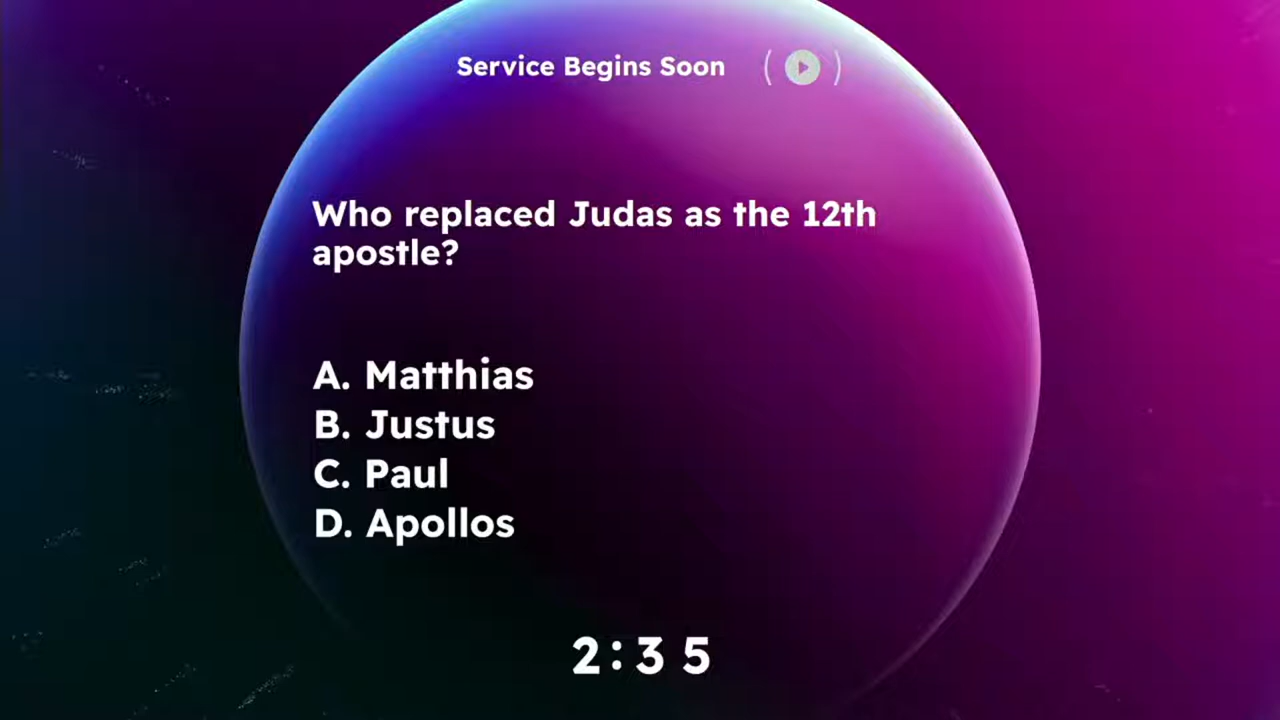 Service Begins Soon
Who replaced Judas as the 12th
apostle?
A. Matthias
B. Justus
C. Paul
D. Apollos
2:35